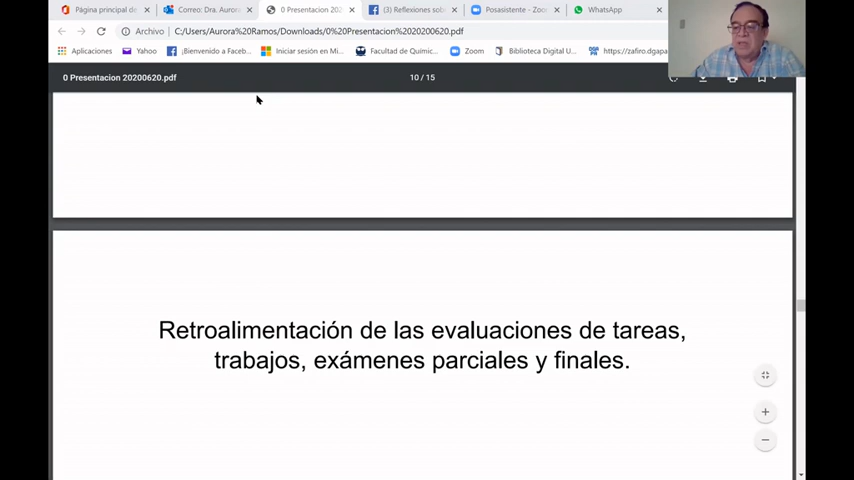 Página principal de
Correo: Dra. Aurora
0 Presentacion 202
(3) Reflexiones sob
Posasistente - Zoo
WhatsApp
Archivo
C:/Users/Aurora%20Ramos/Downloads/0%20Presentacion%2020200620.pdf
Aplicaciones
Yahoo
¡Bienvenido a Faceb...
Iniciar sesión en Mi...
Facultad de Químic...
Zoom
Biblioteca Digital U...
https://zafiro.dgapa
0 Presentacion 20200620.pdf
10 / 15
Retroalimentación de las evaluaciones de tareas,
trabajos, exámenes parciales y finales.